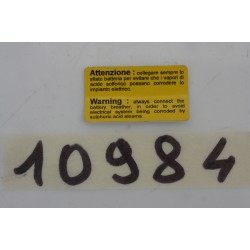 Attenzione : collegare sempre lo
sfiato batteria per evitare che i vapori di
acido solforico possano corrodere lo
impianto elettrico.
Warning : always connect the
battery breather, in order to avoid
electrical system being corroded by
sulphuric acid steams.
10984